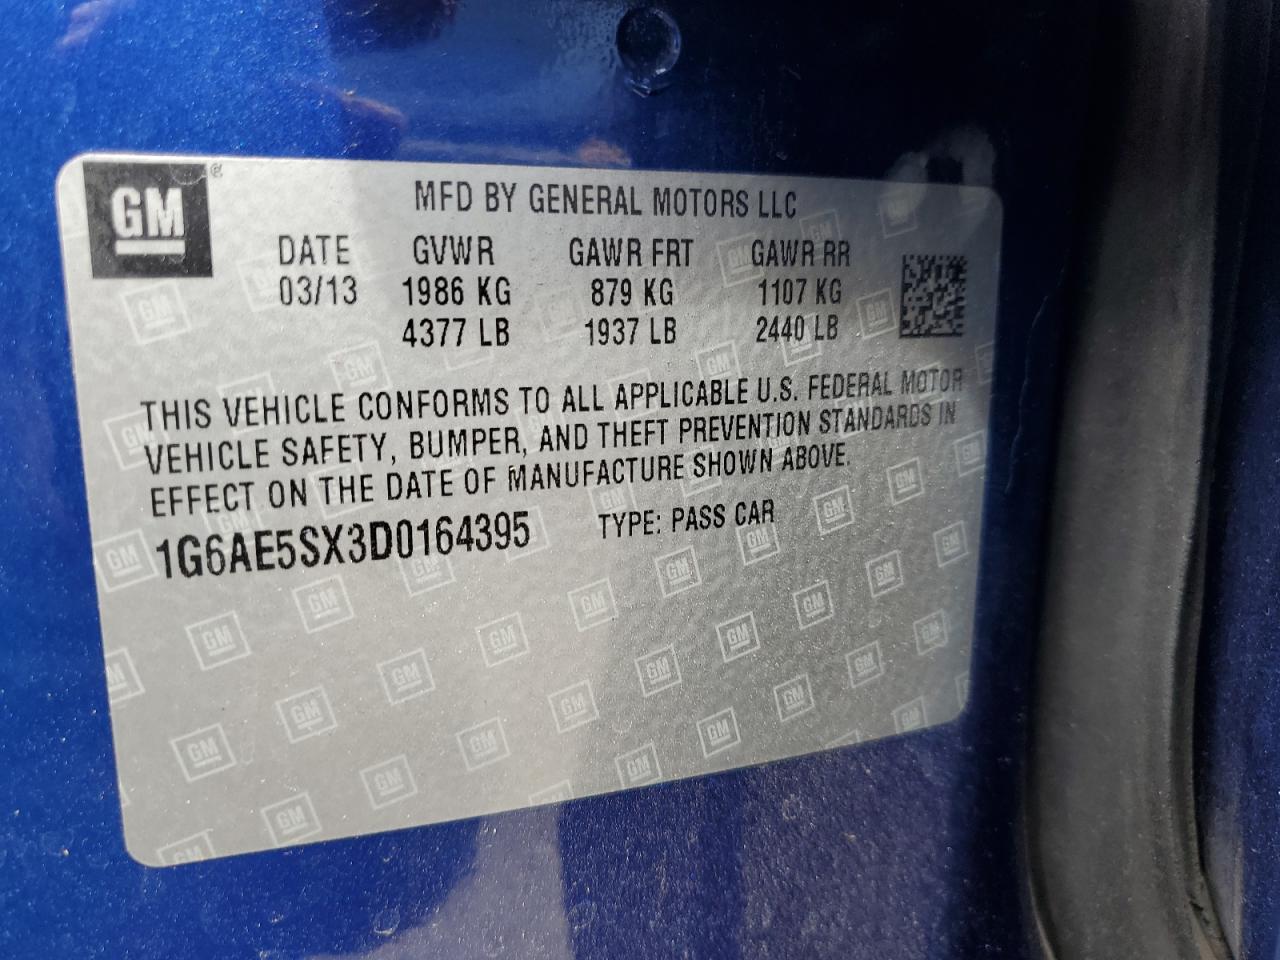 GM
MFD BY GENERAL MOTORS LLC
DATE GVWR GAWR FRT GAWR RR
03/13 1986 KG 879 KG 1107 KG
4377 LB 1937 LB 2440 LB
THIS VEHICLE CONFORMS TO ALL APPLICABLE U.S. FEDERAL MOTOR
VEHICLE SAFETY, BUMPER, AND THEFT PREVENTION STANDARDS IN
EFFECT ON THE DATE OF MANUFACTURE SHOWN ABOVE.
1G6AE5SX3D0164395 TYPE: PASS CAR